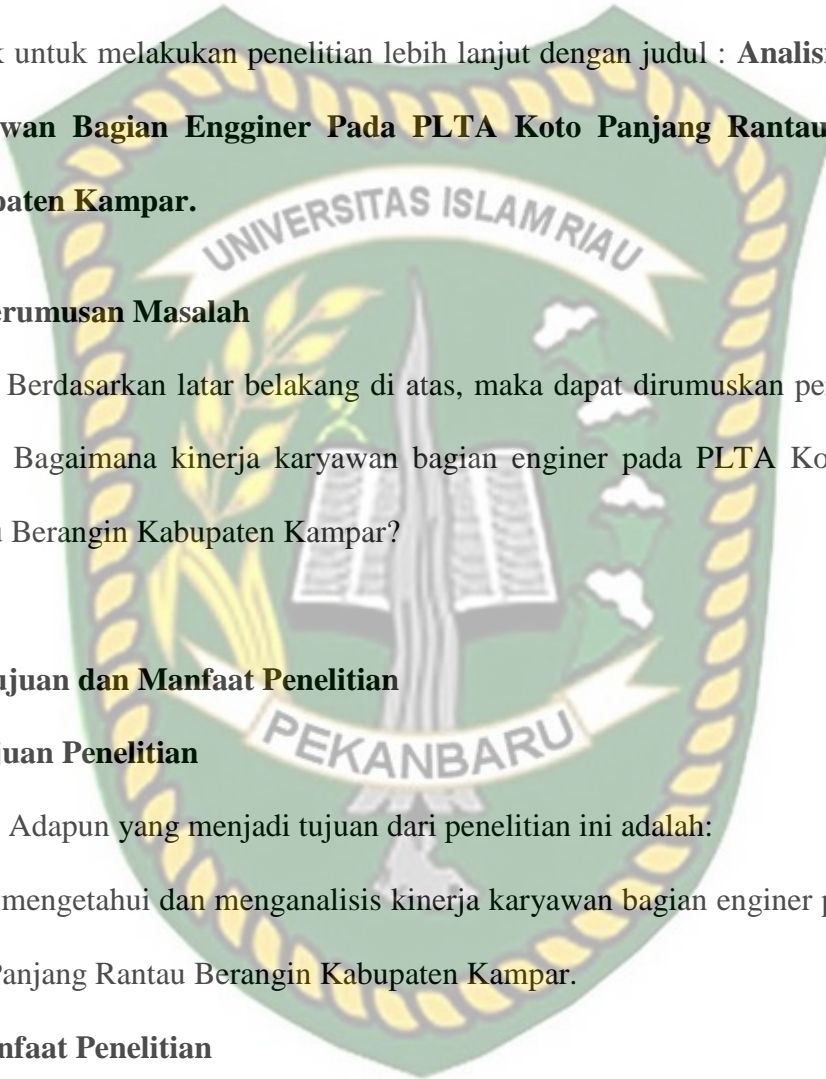 untuk melakukan penelitian lebih lanjut dengan judul : Analisi
wan Bagian Engginer Pada PLTA Koto Panjang Rantau
paten Kampar.
UNIVERSITAS ISLAM RIAU
erumusan Masalah
Berdasarkan latar belakang di atas, maka dapat dirumuskan per
Bagaimana kinerja karyawan bagian enginer pada PLTA Ko
u Berangin Kabupaten Kampar?
ujuan dan Manfaat Penelitian
PEKANBARU
juan Penelitian
Adapun yang menjadi tujuan dari penelitian ini adalah:
mengetahui dan menganalisis kinerja karyawan bagian enginer p
Panjang Rantau Berangin Kabupaten Kampar.
nfaat Penelitian